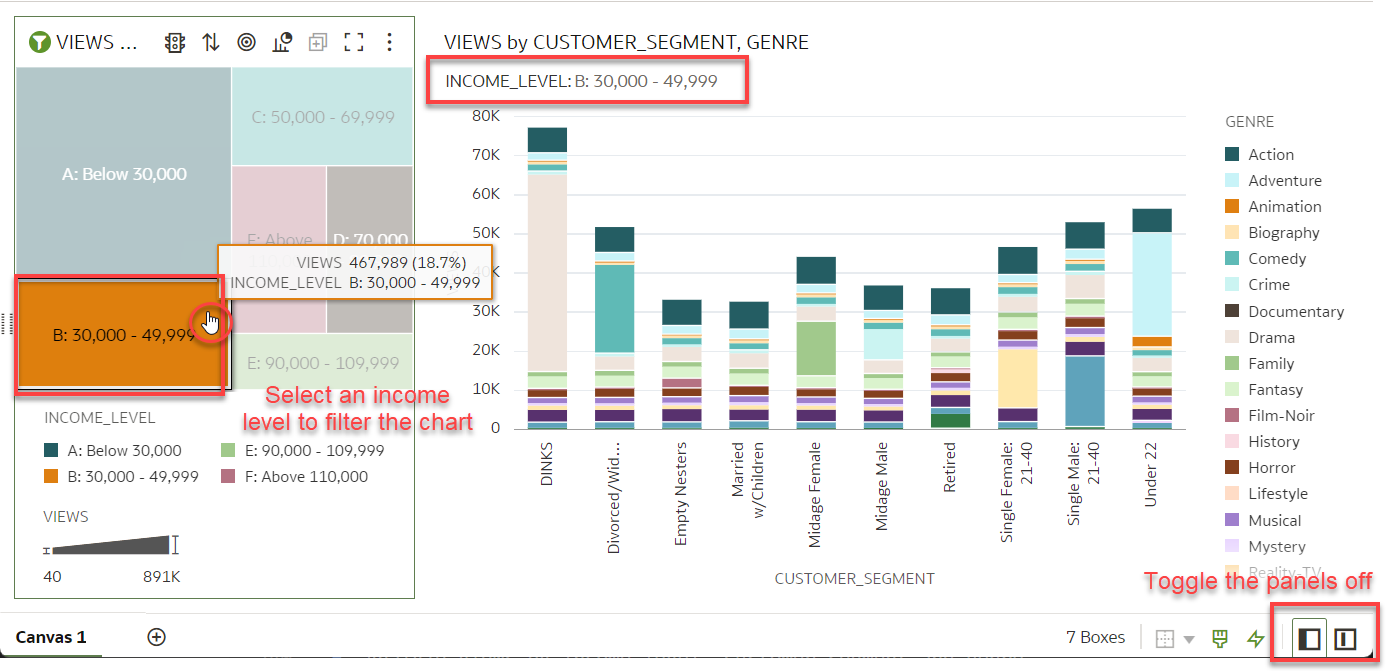 VIEWS ...
VIEWS by CUSTOMER_SEGMENT, GENRE
INCOME_LEVEL: B: 30,000 - 49,999
A: Below 30,000
C: 50,000 - 69,999
F: Above
D: 70,000
VIEWS 467,989 (18.7%)
INCOME_LEVEL B: 30,000 - 49,999
B: 30,000 - 49,999
E: 90,000 - 109,999
Select an income
level to filter the chart
INCOME_LEVEL
A: Below 30,000
E: 90,000 - 109,999
B: 30,000 - 49,999
F: Above 110,000
VIEWS
40
891K
80K
70K
60K
50K
40K
30K
20K
10K
0
DINKS
Divorced/Wid...
Empty Nesters
Married
w/Children
Midage Female
Midage Male
Retired
Single Female:
21-40
Single Male:
21-40
Under 22
CUSTOMER_SEGMENT
GENRE
Action
Adventure
Animation
Biography
Comedy
Crime
Documentary
Drama
Family
Fantasy
Film-Noir
History
Horror
Lifestyle
Musical
Mystery
Reality-TV
Toggle the panels off
Canvas 1
7 Boxes